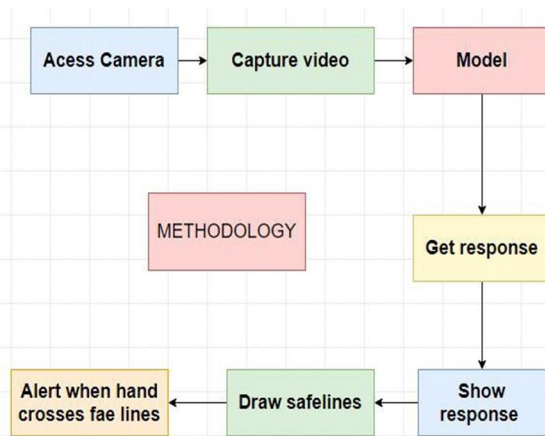 Acess Camera
Capture video
Model
METHODOLOGY
Get response
Show
response
Draw safelines
Alert when hand
crosses fae lines